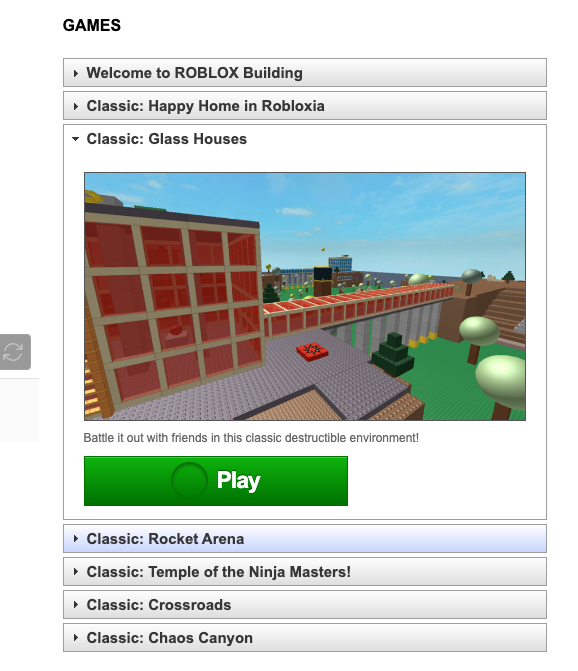 GAMES
Welcome to ROBLOX Building
Classic: Happy Home in Robloxia
Classic: Glass Houses
Battle it out with friends in this classic destructible environment!
Play
Classic: Rocket Arena
Classic: Temple of the Ninja Masters!
Classic: Crossroads
Classic: Chaos Canyon